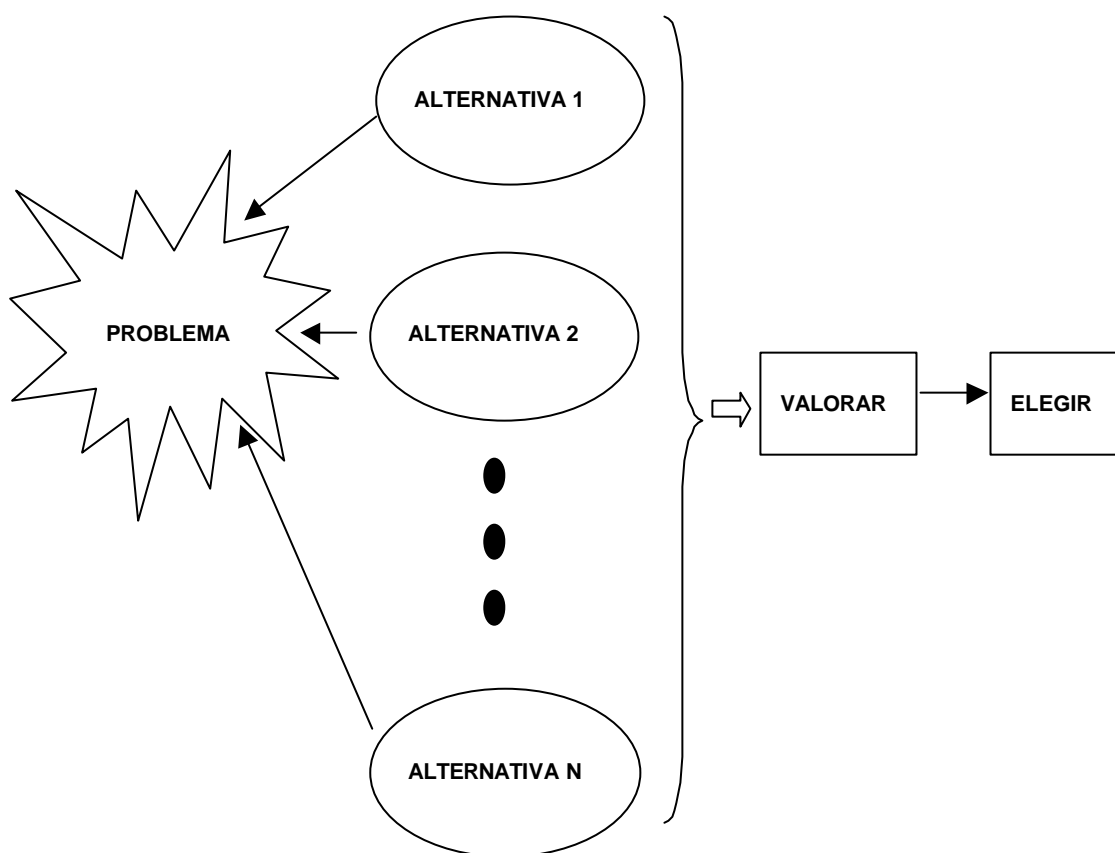 ALTERNATIVA 1
PROBLEMA
ALTERNATIVA 2
VALORAR
ELEGIR
ALTERNATIVA N